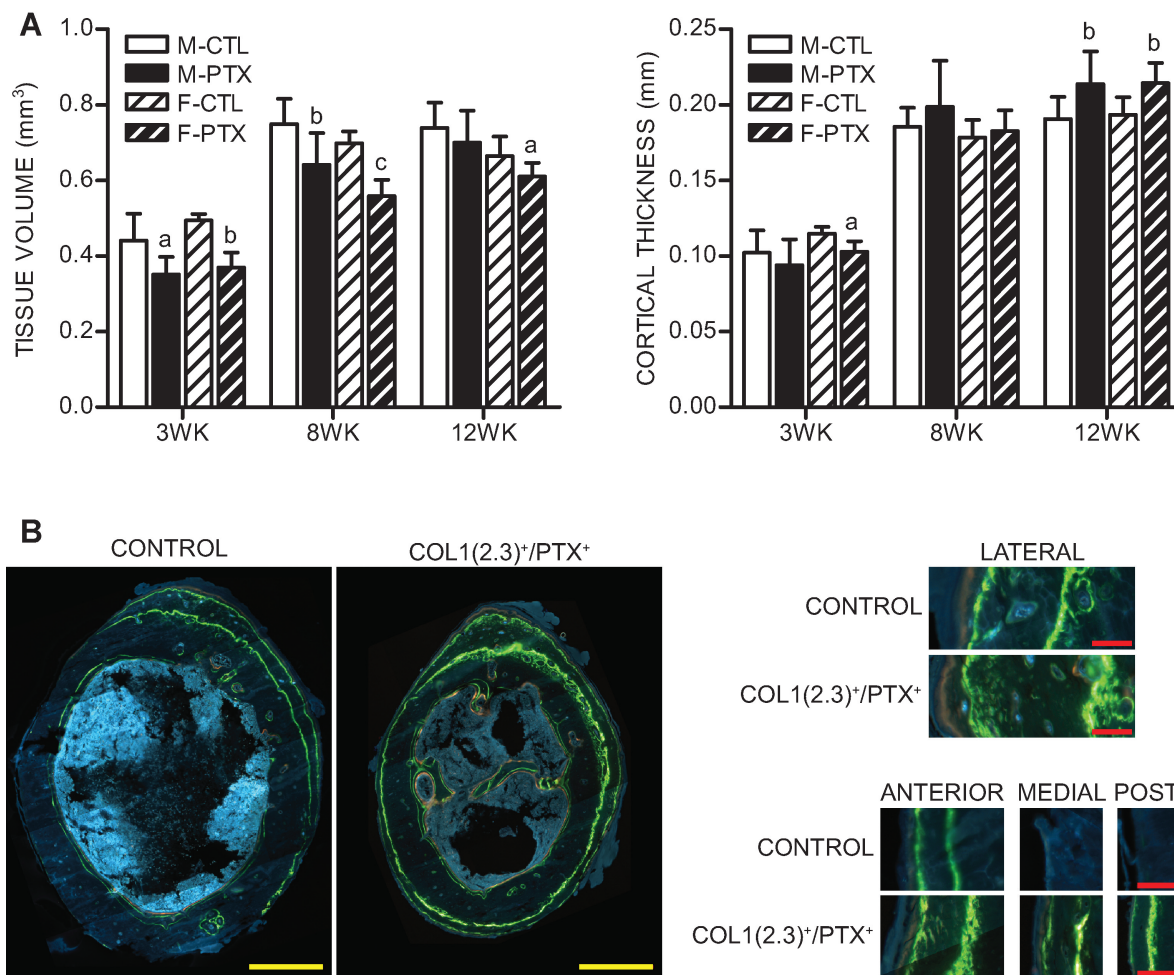 A
TISSUE VOLUME (mm³)
1.0
0.8
0.6
0.4
0.2
0.0
M-CTL
M-PTX
F-CTL
F-PTX
a
b
b
c
a
3WK
8WK
12WK
CORTICAL THICKNESS (mm)
0.25
0.20
0.15
0.10
0.05
0.00
M-CTL
M-PTX
F-CTL
F-PTX
a
b
b
3WK
8WK
12WK
B
CONTROL
COL1(2.3)⁺/PTX⁺
LATERAL
CONTROL
COL1(2.3)⁺/PTX⁺
ANTERIOR MEDIAL POST
CONTROL
COL1(2.3)⁺/PTX⁺